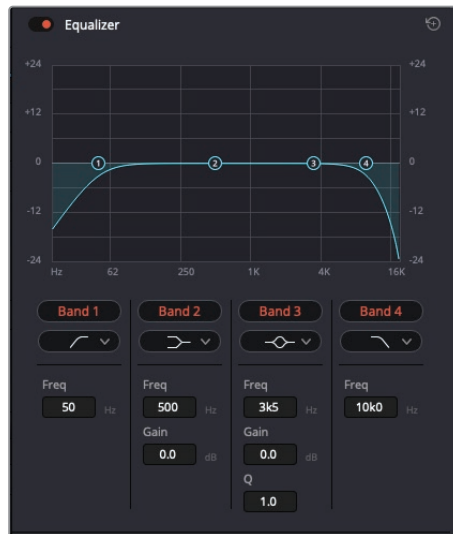 Equalizer
+24 +24
+12 +12
0 0
1 2 3 4
-12 -12
-24 -24
Hz 62 250 1K 4K 16K
Band 1 Band 2 Band 3 Band 4
Freq Freq Freq Freq
50 Hz 500 Hz 3k5 Hz 10k0 Hz
Gain Gain
0.0 dB 0.0 dB
Q
1.0